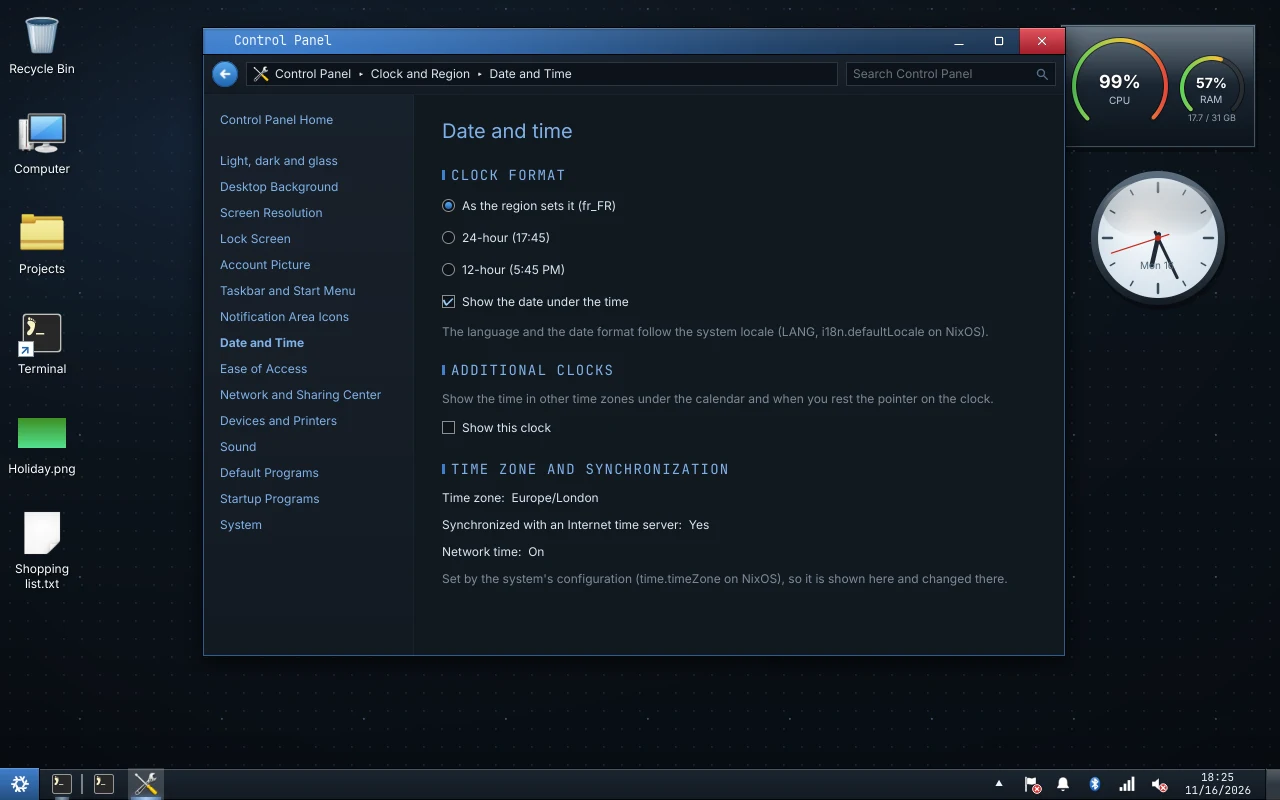 Recycle Bin
Computer
Projects
Terminal
Holiday.png
Shopping
list.txt
Control Panel
Control Panel ▸ Clock and Region ▸ Date and Time
Search Control Panel
Control Panel Home
Light, dark and glass
Desktop Background
Screen Resolution
Lock Screen
Account Picture
Taskbar and Start Menu
Notification Area Icons
Date and Time
Ease of Access
Network and Sharing Center
Devices and Printers
Sound
Default Programs
Startup Programs
System
Date and time
CLOCK FORMAT
As the region sets it (fr_FR)
24-hour (17:45)
12-hour (5:45 PM)
Show the date under the time
The language and the date format follow the system locale (LANG, i18n.defaultLocale on NixOS).
ADDITIONAL CLOCKS
Show the time in other time zones under the calendar and when you rest the pointer on the clock.
Show this clock
TIME ZONE AND SYNCHRONIZATION
Time zone: Europe/London
Synchronized with an Internet time server: Yes
Network time: On
Set by the system's configuration (time.timeZone on NixOS), so it is shown here and changed there.
99%
CPU
57%
RAM
17.7 / 31 GB
18:25
11/16/2026